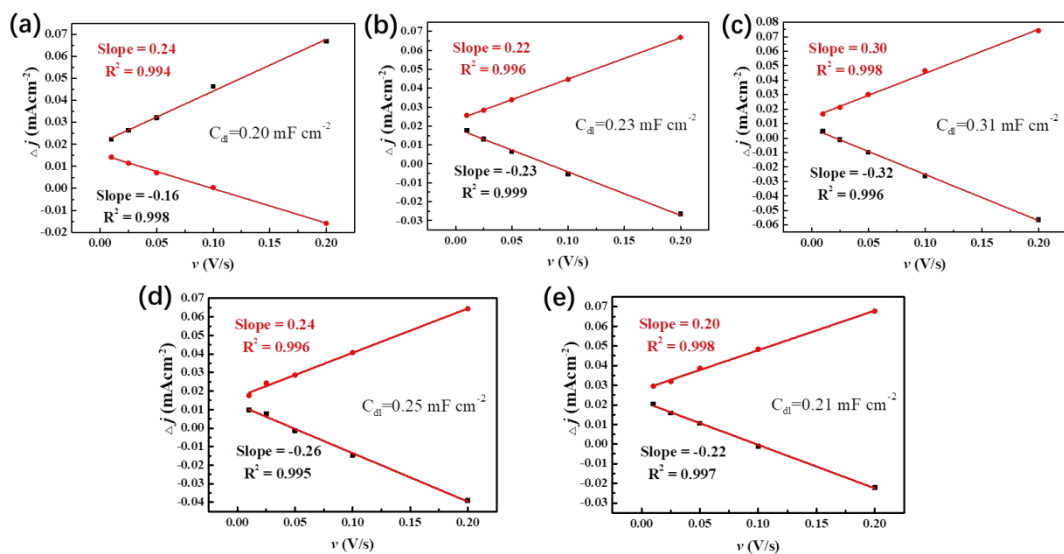 (a)
0.07
0.06
0.05
0.04
0.03
0.02
0.01
0.00
-0.01
-0.02
△ j (mAcm⁻²)
Slope = 0.24
R² = 0.994
C_dl=0.20 mF cm⁻²
Slope = -0.16
R² = 0.998
0.00 0.05 0.10 0.15 0.20
v (V/s)
(b)
0.07
0.06
0.05
0.04
0.03
0.02
0.01
0.00
-0.01
-0.02
-0.03
△ j (mAcm⁻²)
Slope = 0.22
R² = 0.996
C_dl=0.23 mF cm⁻²
Slope = -0.23
R² = 0.999
0.00 0.05 0.10 0.15 0.20
v (V/s)
(c)
0.08
0.07
0.06
0.05
0.04
0.03
0.02
0.01
0.00
-0.01
-0.02
-0.03
-0.04
-0.05
-0.06
△ j (mAcm⁻²)
Slope = 0.30
R² = 0.998
C_dl=0.31 mF cm⁻²
Slope = -0.32
R² = 0.996
0.00 0.05 0.10 0.15 0.20
v (V/s)
(d)
0.07
0.06
0.05
0.04
0.03
0.02
0.01
0.00
-0.01
-0.02
-0.03
-0.04
△ j (mAcm⁻²)
Slope = 0.24
R² = 0.996
C_dl=0.25 mF cm⁻²
Slope = -0.26
R² = 0.995
0.00 0.05 0.10 0.15 0.20
v (V/s)
(e)
0.07
0.06
0.05
0.04
0.03
0.02
0.01
0.00
-0.01
-0.02
-0.03
△ j (mAcm⁻²)
Slope = 0.20
R² = 0.998
C_dl=0.21 mF cm⁻²
Slope = -0.22
R² = 0.997
0.00 0.05 0.10 0.15 0.20
v (V/s)